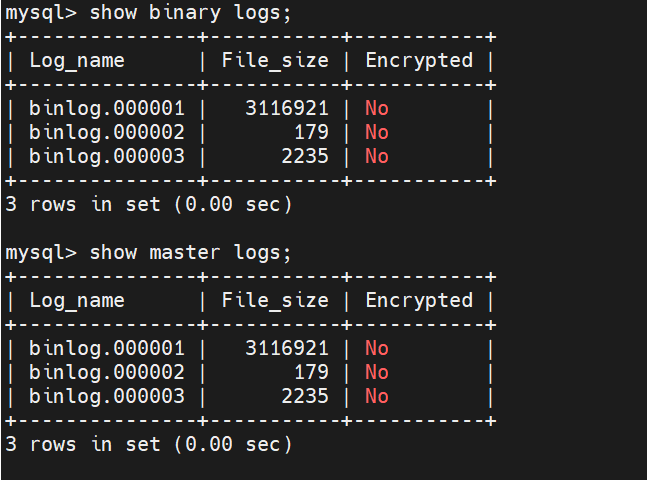 mysql> show binary logs;
+---------------+-----------+-----------+
| Log_name      | File_size | Encrypted |
+---------------+-----------+-----------+
| binlog.000001 |   3116921 | No        |
| binlog.000002 |       179 | No        |
| binlog.000003 |      2235 | No        |
+---------------+-----------+-----------+
3 rows in set (0.00 sec)

mysql> show master logs;
+---------------+-----------+-----------+
| Log_name      | File_size | Encrypted |
+---------------+-----------+-----------+
| binlog.000001 |   3116921 | No        |
| binlog.000002 |       179 | No        |
| binlog.000003 |      2235 | No        |
+---------------+-----------+-----------+
3 rows in set (0.00 sec)